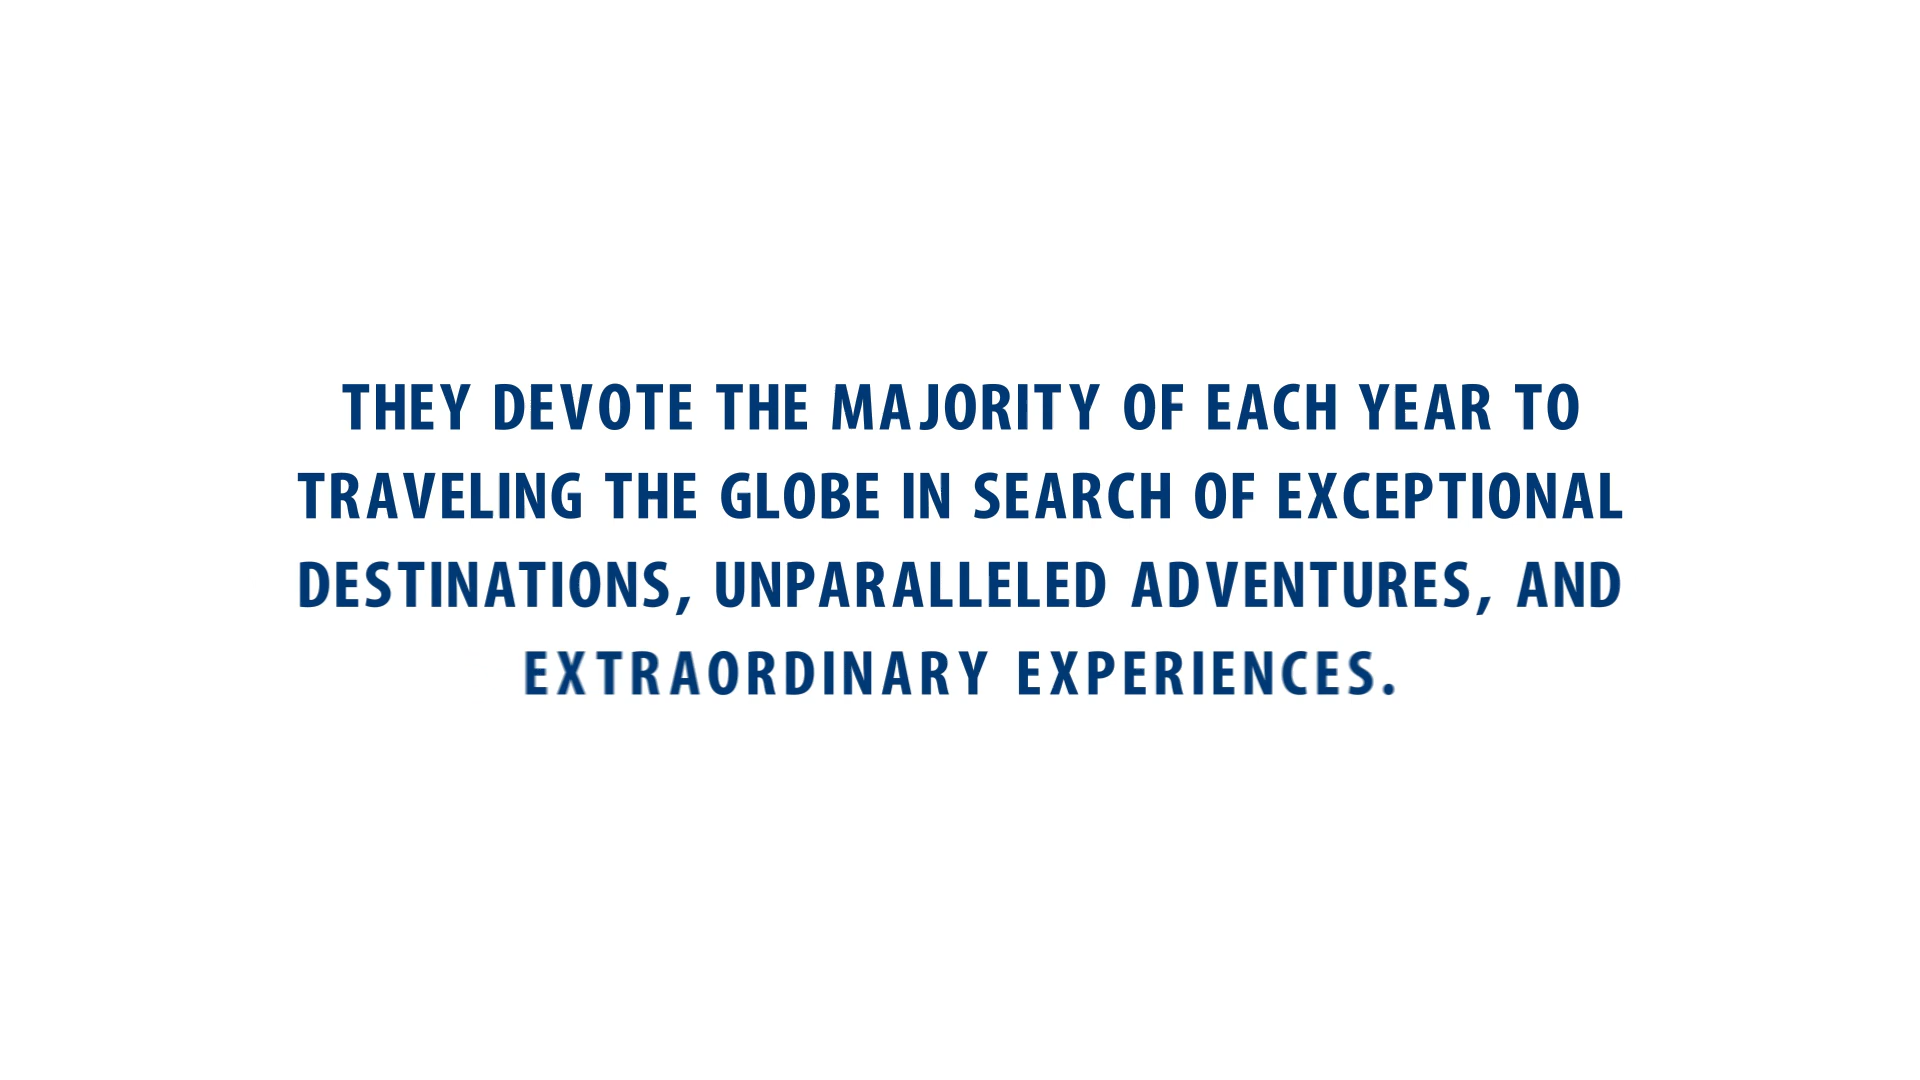 THEY DEVOTE THE MAJORITY OF EACH YEAR TO
TRAVELING THE GLOBE IN SEARCH OF EXCEPTIONAL
DESTINATIONS, UNPARALLELED ADVENTURES, AND
EXTRAORDINARY EXPERIENCES.